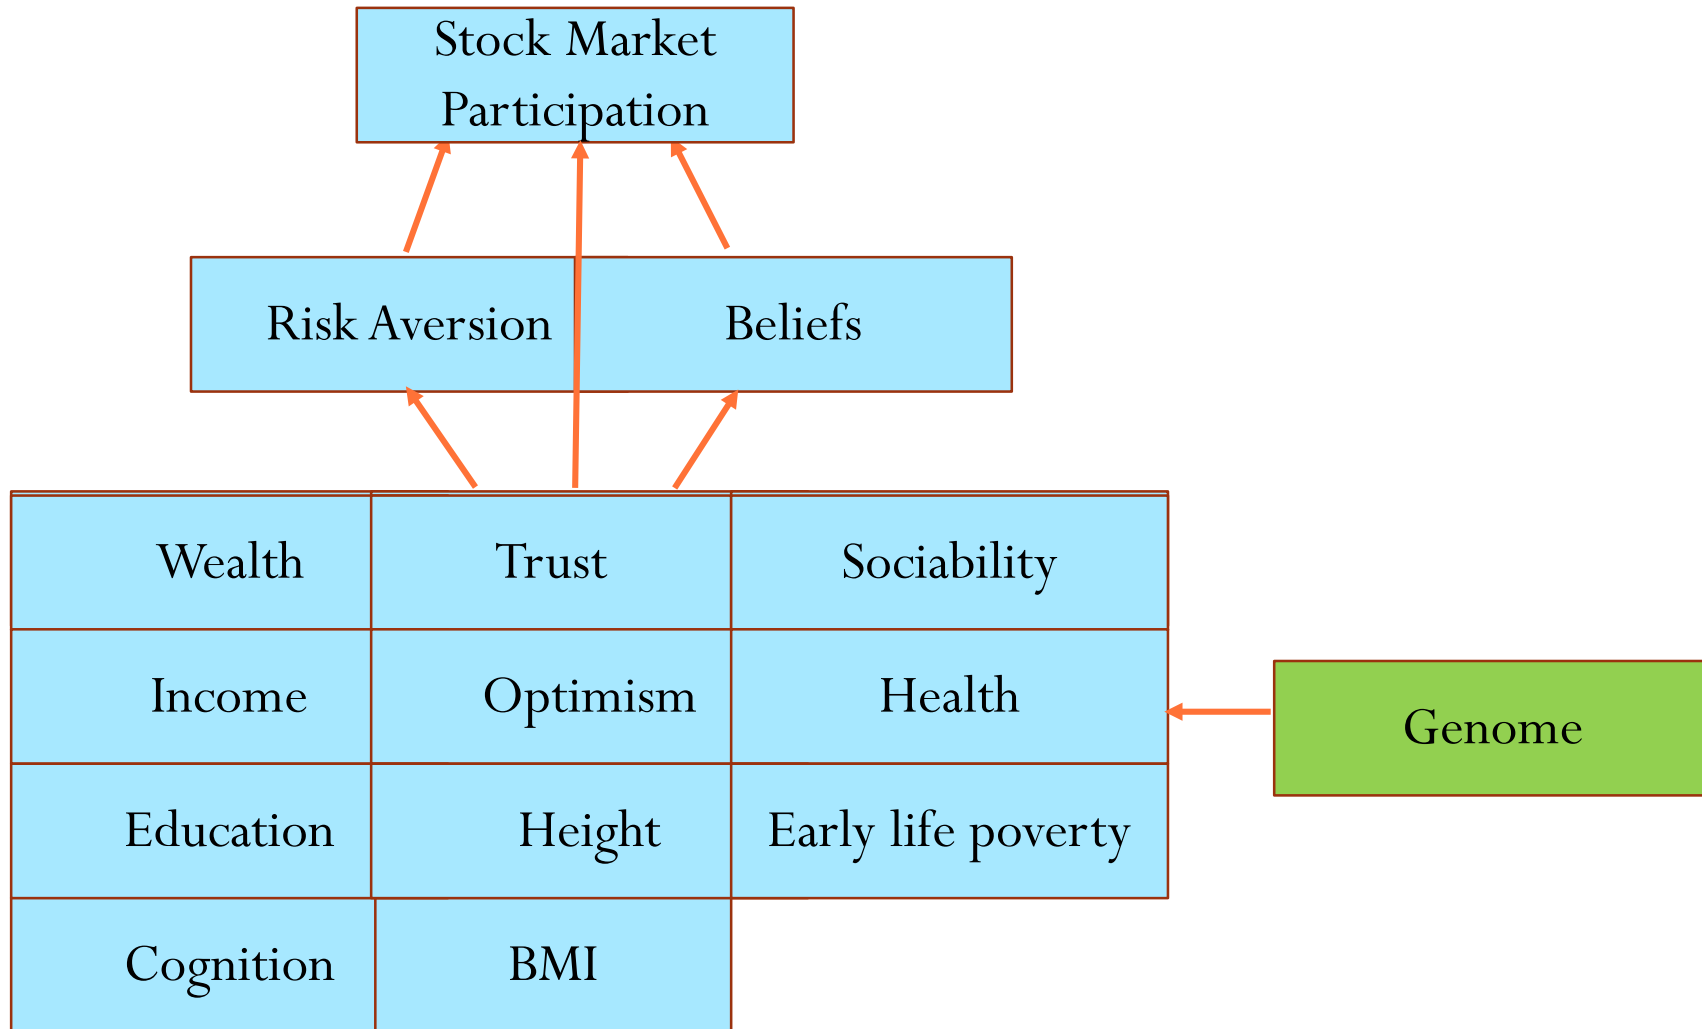 Stock Market
Participation
Risk Aversion
Beliefs
Wealth
Trust
Sociability
Income
Optimism
Health
Genome
Education
Height
Early life poverty
Cognition
BMI